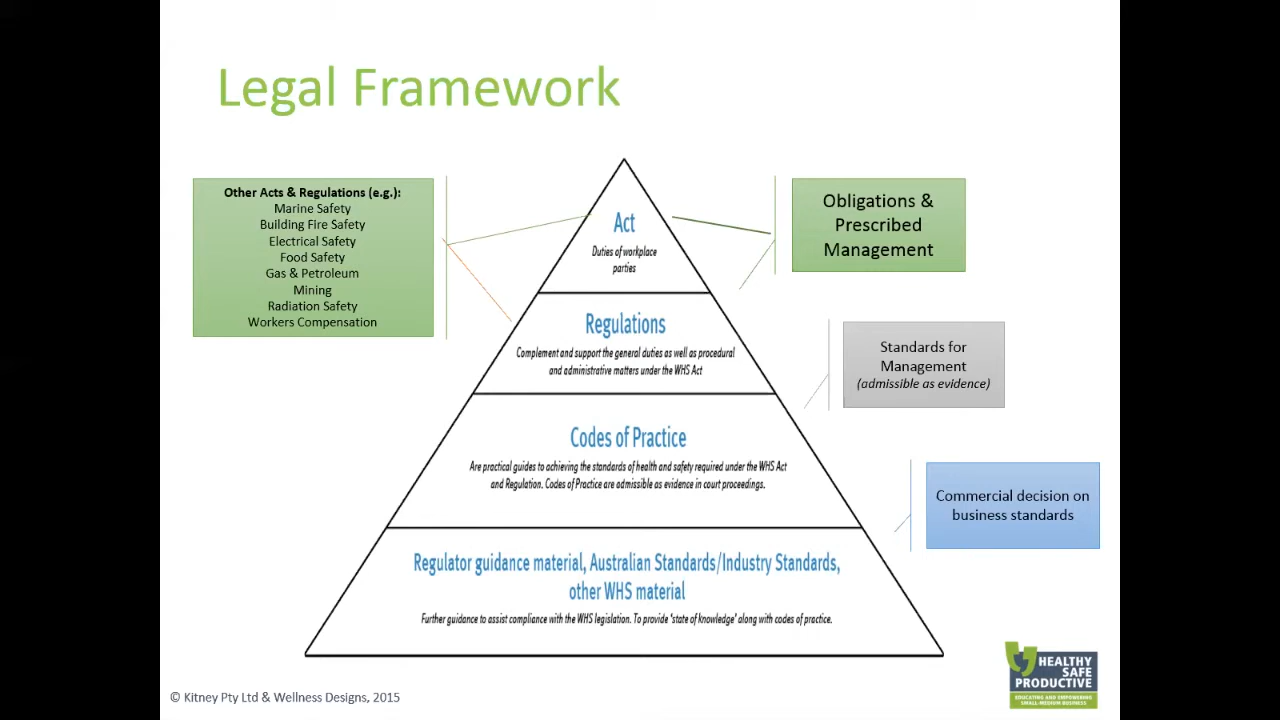 Legal Framework
Other Acts & Regulations (e.g.):
Marine Safety
Building Fire Safety
Electrical Safety
Food Safety
Gas & Petroleum
Mining
Radiation Safety
Workers Compensation
Act
Duties of workplace
parties
Obligations &
Prescribed
Management
Regulations
Complement and support the general duties as well as procedural
and administrative matters under the WHS Act
Standards for
Management
(admissible as evidence)
Codes of Practice
Are practical guides to achieving the standards of health and safety required under the WHS Act
and Regulation. Codes of Practice are admissible as evidence in court proceedings.
Commercial decision on
business standards
Regulator guidance material, Australian Standards/Industry Standards,
other WHS material
Further guidance to assist compliance with the WHS legislation. To provide 'state of knowledge' along with codes of practice.
HEALTHY
SAFE
PRODUCTIVE
EDUCATING AND EMPOWERING
SMALL-MEDIUM BUSINESS
© Kitney Pty Ltd & Wellness Designs, 2015